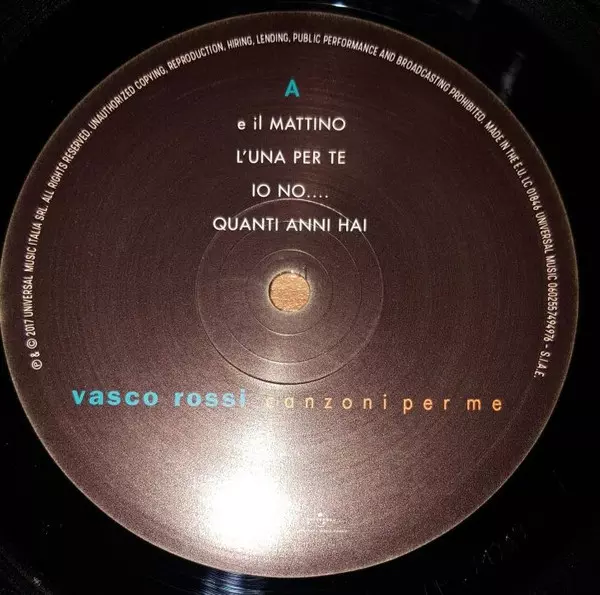 ℗ & © 2017 UNIVERSAL MUSIC ITALIA SRL. ALL RIGHTS RESERVED. UNAUTHORIZED COPYING, REPRODUCTION, HIRING, LENDING, PUBLIC PERFORMANCE AND BROADCASTING PROHIBITED. MADE IN THE E.U. LC 01846 UNIVERSAL MUSIC 060255794976 - S.I.A.E.
A
e il MATTINO
L'UNA PER TE
IO NO....
QUANTI ANNI HAI
vasco rossi canzoni per me